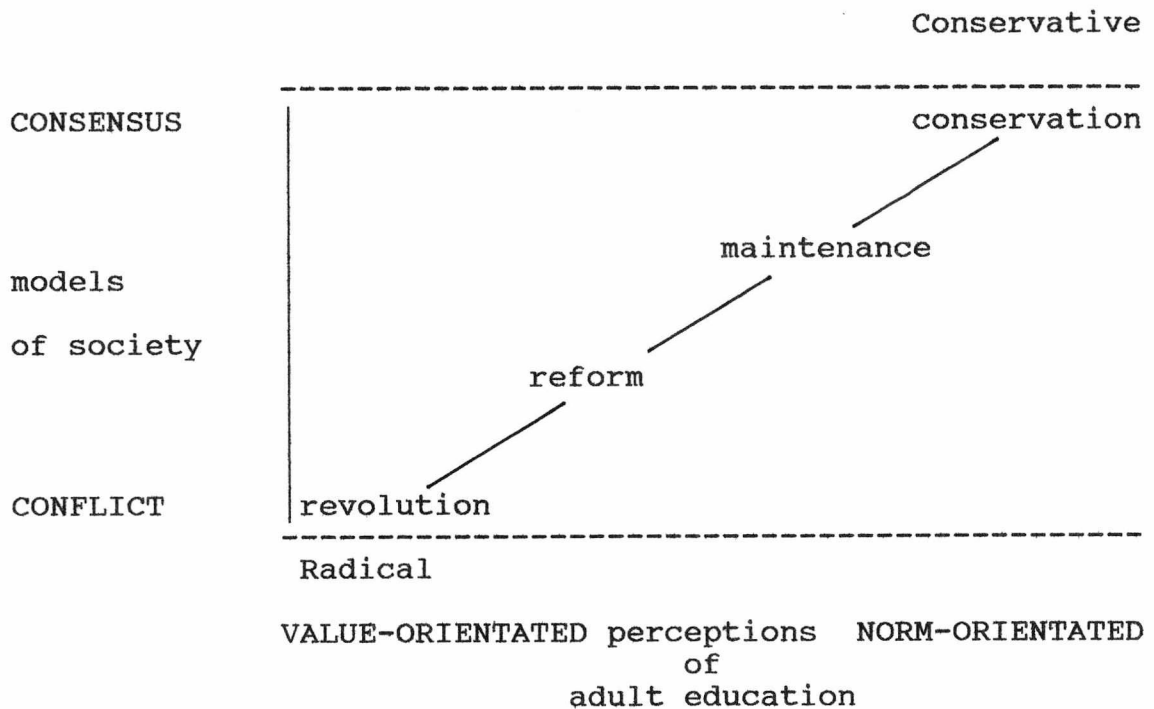 Conservative
CONSENSUS conservation
maintenance
models
of society
reform
CONFLICT revolution
Radical
VALUE-ORIENTATED perceptions NORM-ORIENTATED
of
adult education